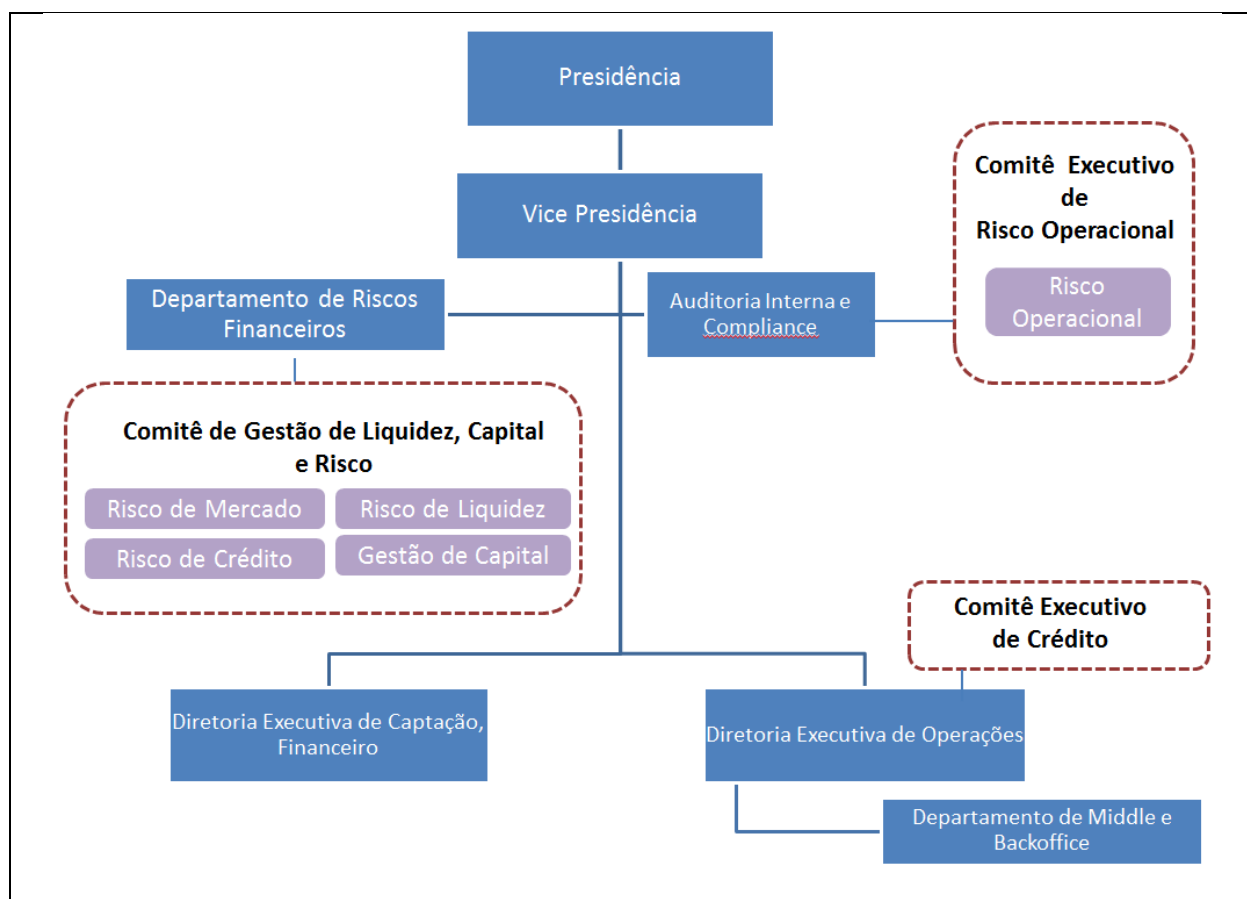 Presidência
Vice Presidência
Comitê Executivo
de
Risco Operacional
Risco
Operacional
Departamento de Riscos
Financeiros
Auditoria Interna e
Compliance
Comitê de Gestão de Liquidez, Capital
e Risco
Risco de Mercado
Risco de Liquidez
Risco de Crédito
Gestão de Capital
Comitê Executivo
de Crédito
Diretoria Executiva de Captação,
Financeiro
Diretoria Executiva de Operações
Departamento de Middle e
Backoffice